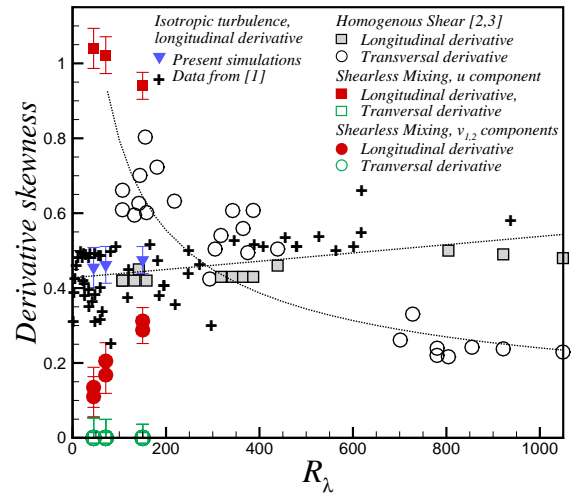 Isotropic turbulence,
longitudinal derivative
Present simulations
Data from [1]
Homogenous Shear [2,3]
Longitudinal derivative
Transversal derivative
Shearless Mixing, u component
Longitudinal derivative,
Tranversal derivative
Shearless Mixing, v1,2 components
Longitudinal derivative
Tranversal derivative
Derivative skewness
1
0.8
0.6
0.4
0.2
0
0 200 400 600 800 1000
Rλ